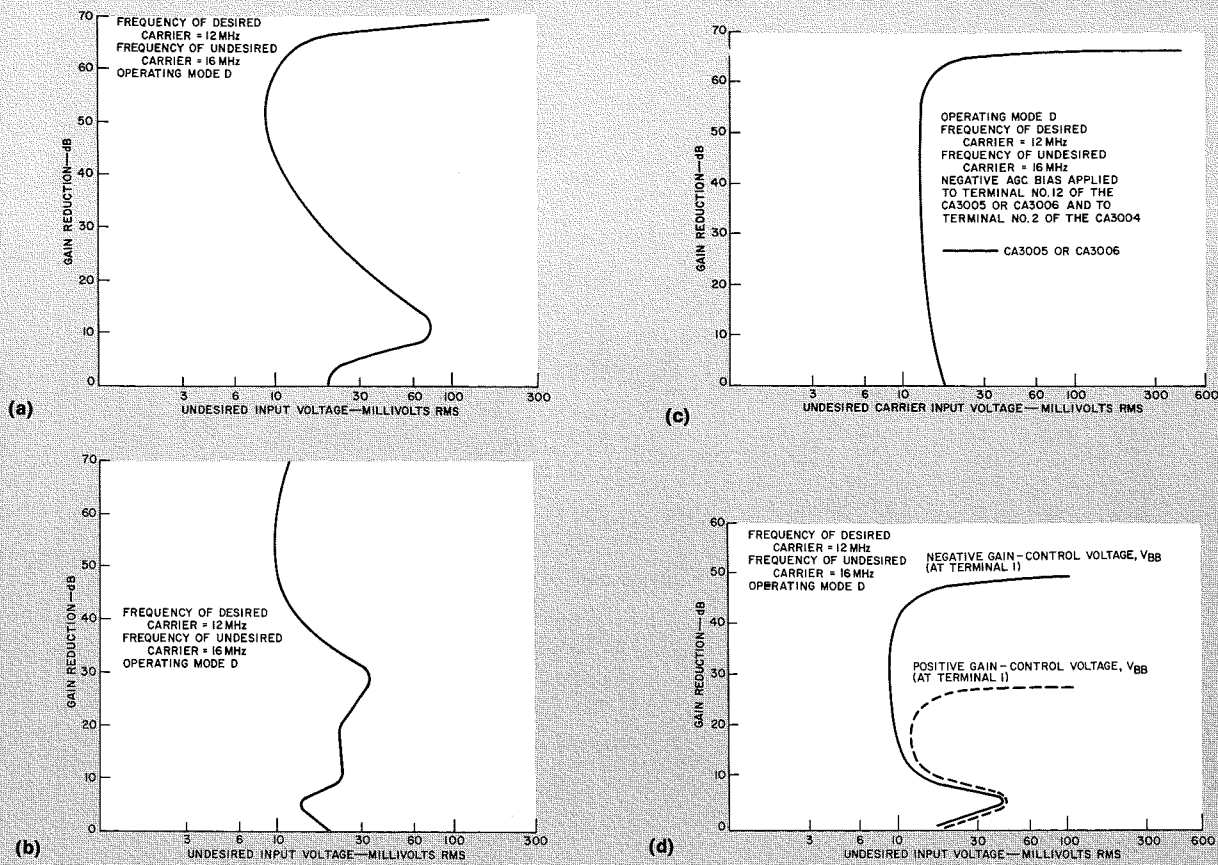 70
60
50
40
30
20
10
0
GAIN REDUCTION—dB
FREQUENCY OF DESIRED
CARRIER = 12 MHz
FREQUENCY OF UNDESIRED
CARRIER = 16 MHz
OPERATING MODE D
3 6 10 30 60 100 300
UNDESIRED INPUT VOLTAGE—MILLIVOLTS RMS
(a)
70
60
50
40
30
20
10
0
GAIN REDUCTION—dB
FREQUENCY OF DESIRED
CARRIER = 12 MHz
FREQUENCY OF UNDESIRED
CARRIER = 16 MHz
OPERATING MODE D
3 6 10 30 60 100 300
UNDESIRED INPUT VOLTAGE—MILLIVOLTS RMS
(b)
70
60
50
40
30
20
10
0
GAIN REDUCTION—dB
OPERATING MODE D
FREQUENCY OF DESIRED
CARRIER = 12 MHz
FREQUENCY OF UNDESIRED
CARRIER = 16 MHz
NEGATIVE AGC BIAS APPLIED
TO TERMINAL NO.12 OF THE
CA3005 OR CA3006 AND TO
TERMINAL NO.2 OF THE CA3004
CA3005 OR CA3006
3 6 10 30 60 100 300 600
UNDESIRED CARRIER INPUT VOLTAGE—MILLIVOLTS RMS
(c)
60
50
40
30
20
10
0
GAIN REDUCTION—dB
FREQUENCY OF DESIRED
CARRIER = 12 MHz
FREQUENCY OF UNDESIRED
CARRIER = 16 MHz
OPERATING MODE D
NEGATIVE GAIN-CONTROL VOLTAGE, VBB
(AT TERMINAL 1)
POSITIVE GAIN-CONTROL VOLTAGE, VBB
(AT TERMINAL 1)
3 6 10 30 60 100 300 600
UNDESIRED INPUT VOLTAGE—MILLIVOLTS RMS
(d)